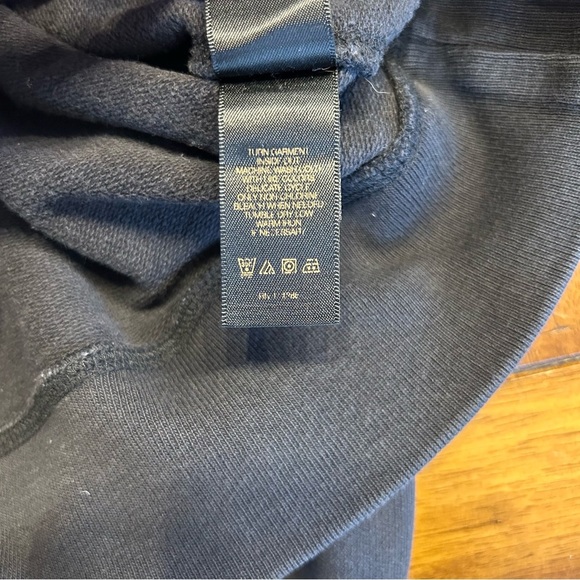 TURN GARMENT
INSIDE OUT
MACHINE WASH COLD
WITH LIKE COLORS
DELICATE CYCLE
ONLY NON-CHLORINE
BLEACH WHEN NEEDED
TUMBLE DRY LOW
WARM IRON
IF NECESSARY
RN